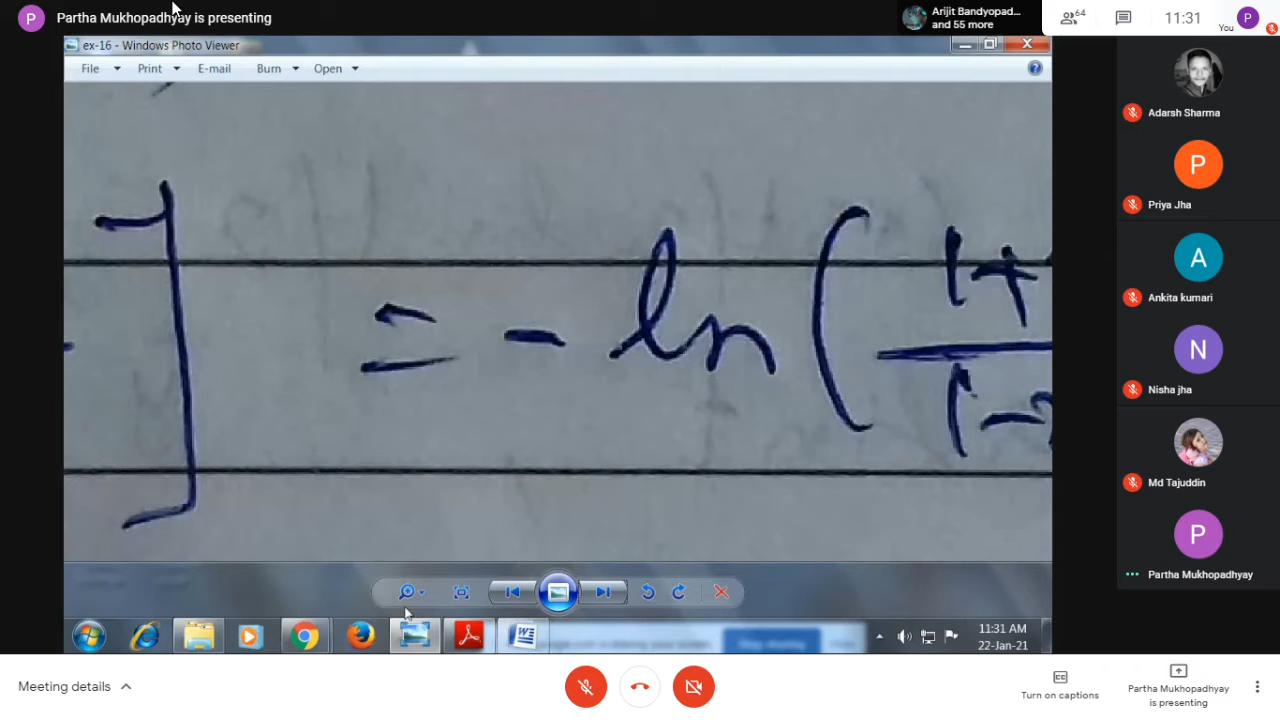 Partha Mukhopadhyay is presenting
P
Arijit Bandyopad...
and 55 more
64
11:31
You
P
ex-16 - Windows Photo Viewer
File Print E-mail Burn Open
] = - ln ( 1+
1-
Adarsh Sharma
P
Priya Jha
A
Ankita kumari
N
Nisha jha
Md Tajuddin
P
Partha Mukhopadhyay
11:31 AM
22-Jan-21
Meeting details
Turn on captions
Partha Mukhopadhyay
is presenting